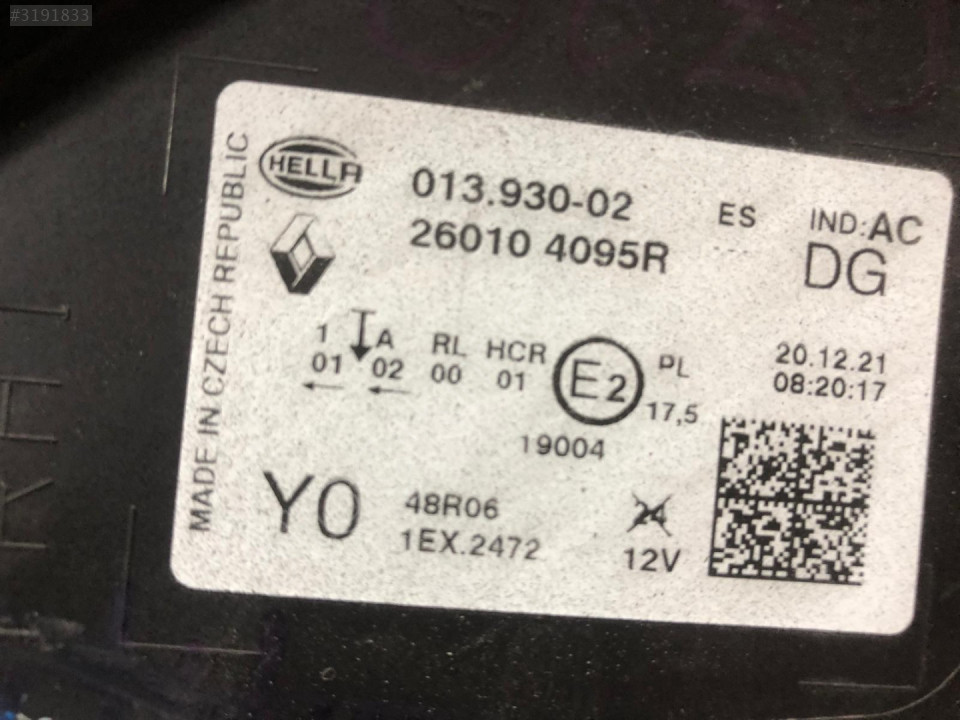 #3191833
MADE IN CZECH REPUBLIC
HELLA
013.930-02
ES
IND:AC
26010 4095R
DG
1 A RL HCR PL
01 02 00 01 E2 17,5
19004
20.12.21
08:20:17
Y0
48R06
1EX.2472
24
12V
RH1